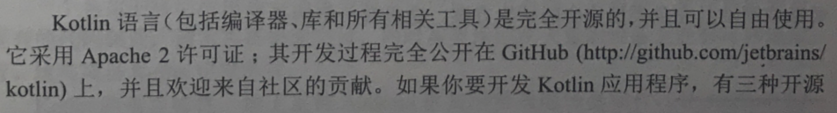 Kotlin 语言(包括编译器、库和所有相关工具)是完全开源的,并且可以自由使用。
它采用 Apache 2 许可证；其开发过程完全公开在 GitHub (http://github.com/jetbrains/
kotlin) 上，并且欢迎来自社区的贡献。如果你要开发 Kotlin 应用程序，有三种开源